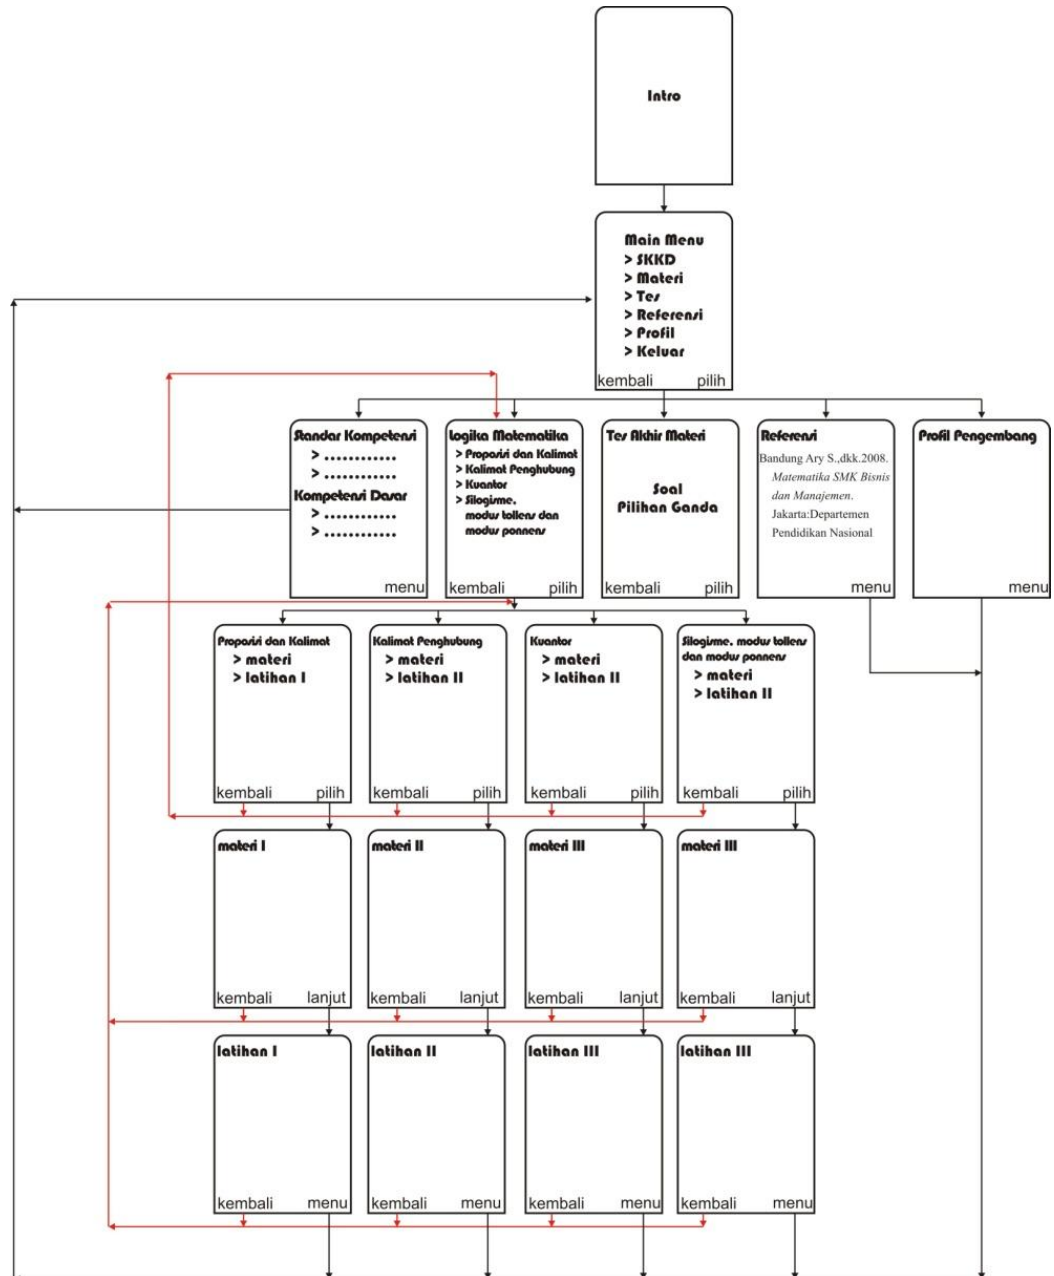 Intro
Main Menu
> SKKD
> Materi
> Tes
> Referensi
> Profil
> Keluar
kembali pilih
Standar Kompetensi
> ............
> ............
Kompetensi Dasar
> ............
> ............
menu
Logika Matematika
> Proposisi dan Kalimat
> Kalimat Penghubung
> Kuantor
> Silogisme,
modus tollens dan
modus ponnens
kembali pilih
Tes Akhir Materi
Soal
Pilihan Ganda
kembali pilih
Referensi
Bandung Ary S.,dkk.2008.
Matematika SMK Bisnis
dan Manajemen.
Jakarta:Departemen
Pendidikan Nasional
menu
Profil Pengembang
menu
Proposisi dan Kalimat
> materi
> latihan I
kembali pilih
Kalimat Penghubung
> materi
> latihan II
kembali pilih
Kuantor
> materi
> latihan II
kembali pilih
Silogisme, modus tollens
dan modus ponnens
> materi
> latihan II
kembali pilih
materi I
kembali lanjut
materi II
kembali lanjut
materi III
kembali lanjut
materi III
kembali lanjut
latihan I
kembali menu
latihan II
kembali menu
latihan III
kembali menu
latihan III
kembali menu